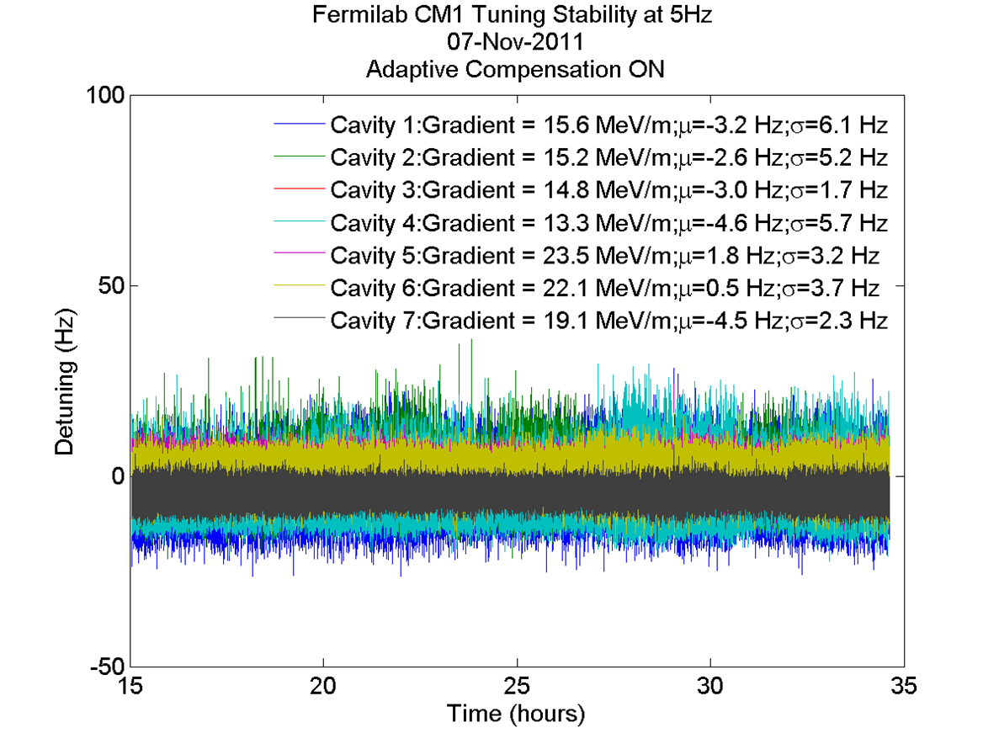 Fermilab CM1 Tuning Stability at 5Hz
07-Nov-2011
Adaptive Compensation ON
100
Cavity 1:Gradient = 15.6 MeV/m;μ=-3.2 Hz;σ=6.1 Hz
Cavity 2:Gradient = 15.2 MeV/m;μ=-2.6 Hz;σ=5.2 Hz
Cavity 3:Gradient = 14.8 MeV/m;μ=-3.0 Hz;σ=1.7 Hz
Cavity 4:Gradient = 13.3 MeV/m;μ=-4.6 Hz;σ=5.7 Hz
Cavity 5:Gradient = 23.5 MeV/m;μ=1.8 Hz;σ=3.2 Hz
Cavity 6:Gradient = 22.1 MeV/m;μ=0.5 Hz;σ=3.7 Hz
Cavity 7:Gradient = 19.1 MeV/m;μ=-4.5 Hz;σ=2.3 Hz
50
Detuning (Hz)
0
-50
15 20 25 30 35
Time (hours)